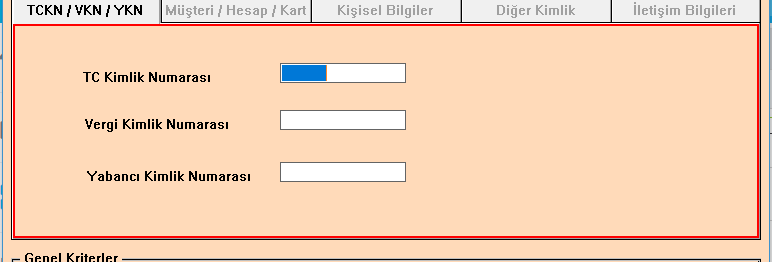 TCKN / VKN / YKN
Müşteri / Hesap / Kart
Kişisel Bilgiler
Diğer Kimlik
İletişim Bilgileri
TC Kimlik Numarası
Vergi Kimlik Numarası
Yabancı Kimlik Numarası
Genel Kriterler